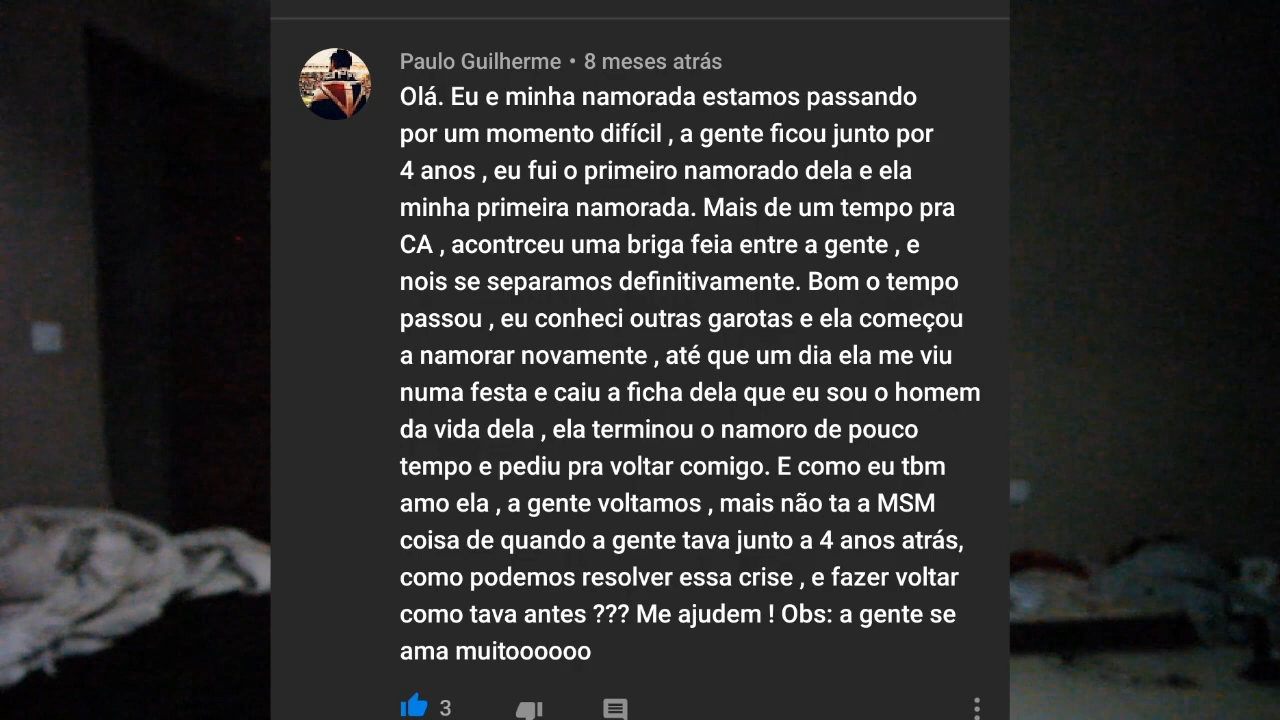 Paulo Guilherme • 8 meses atrás
Olá. Eu e minha namorada estamos passando
por um momento difícil , a gente ficou junto por
4 anos , eu fui o primeiro namorado dela e ela
minha primeira namorada. Mais de um tempo pra
CA , acontrceu uma briga feia entre a gente , e
nois se separamos definitivamente. Bom o tempo
passou , eu conheci outras garotas e ela começou
a namorar novamente , até que um dia ela me viu
numa festa e caiu a ficha dela que eu sou o homem
da vida dela , ela terminou o namoro de pouco
tempo e pediu pra voltar comigo. E como eu tbm
amo ela , a gente voltamos , mais não ta a MSM
coisa de quando a gente tava junto a 4 anos atrás,
como podemos resolver essa crise , e fazer voltar
como tava antes ??? Me ajudem ! Obs: a gente se
ama muitoooooo
3